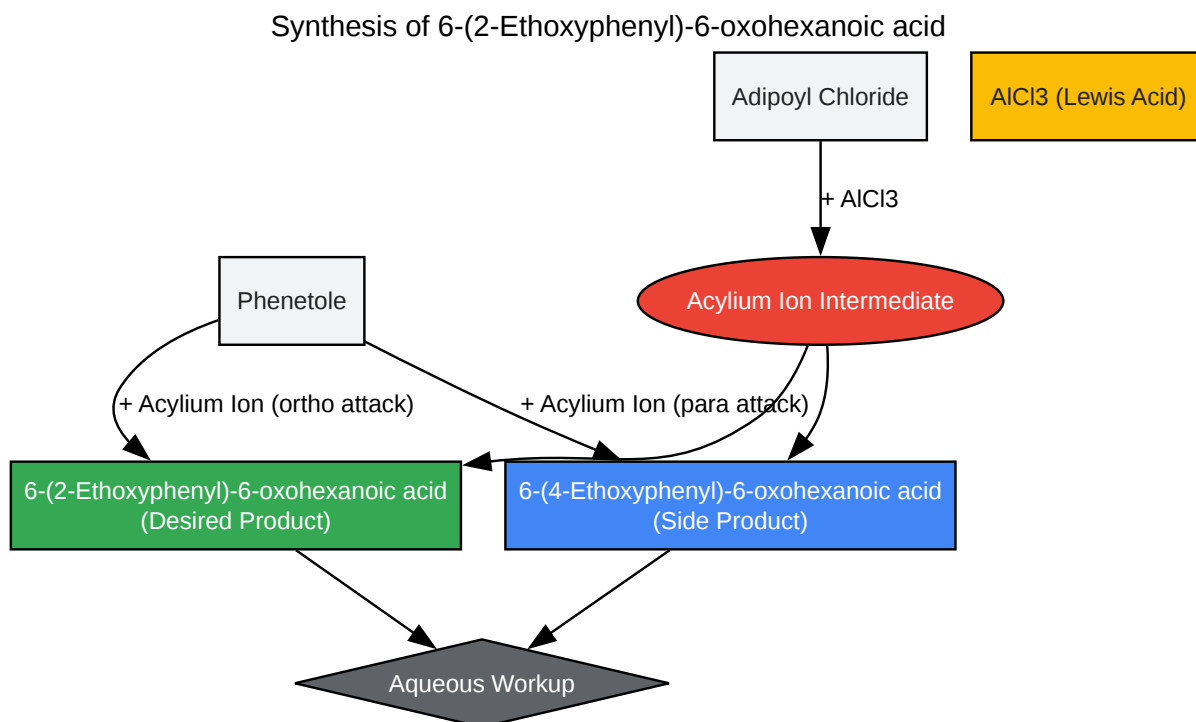 Synthesis of 6-(2-Ethoxyphenyl)-6-oxohexanoic acid
Adipoyl Chloride
AlCl3 (Lewis Acid)
+ AlCl3
Phenetole
Acylium Ion Intermediate
+ Acylium Ion (ortho attack)
+ Acylium Ion (para attack)
6-(2-Ethoxyphenyl)-6-oxohexanoic acid
(Desired Product)
6-(4-Ethoxyphenyl)-6-oxohexanoic acid
(Side Product)
Aqueous Workup